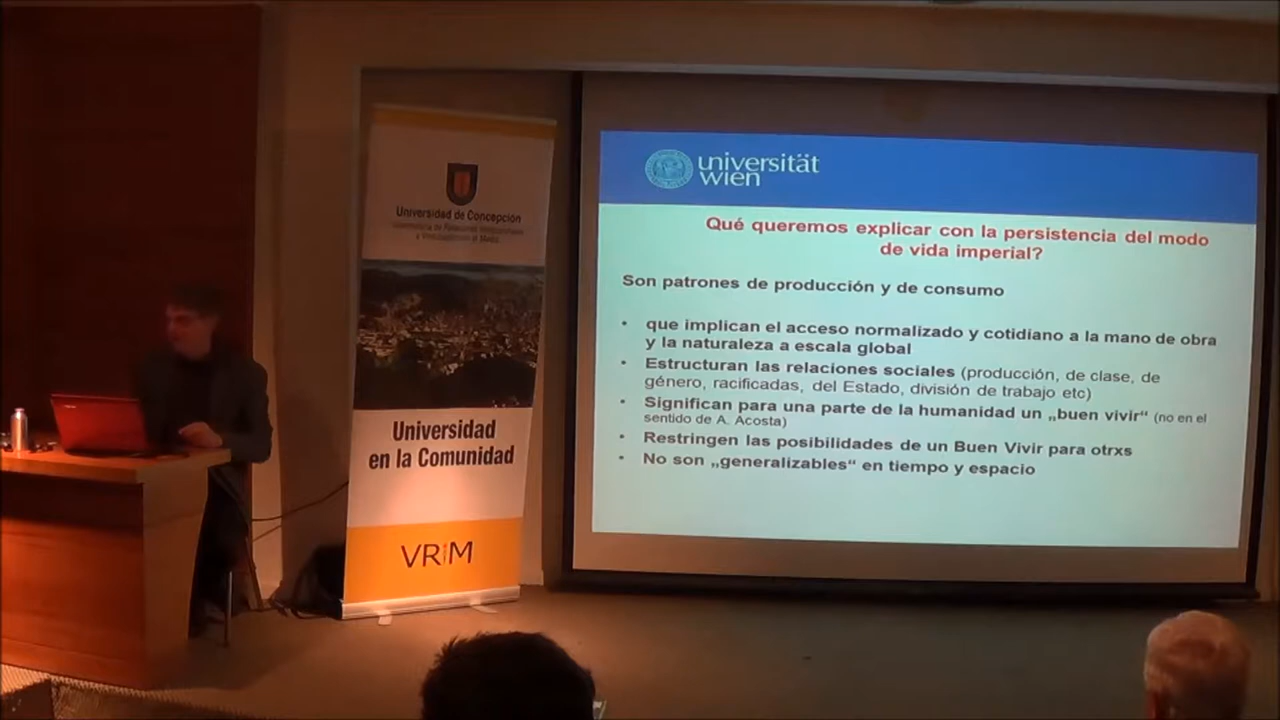 Universidad de Concepción
Universidad
en la Comunidad
VRiM
universität
wien
Qué queremos explicar con la persistencia del modo
de vida imperial?
Son patrones de producción y de consumo
• que implican el acceso normalizado y cotidiano a la mano de obra
y la naturaleza a escala global
• Estructuran las relaciones sociales (producción, de clase, de
género, racificadas, del Estado, división de trabajo etc)
• Significan para una parte de la humanidad un „buen vivir“ (no en el
sentido de A. Acosta)
• Restringen las posibilidades de un Buen Vivir para otrxs
• No son „generalizables“ en tiempo y espacio